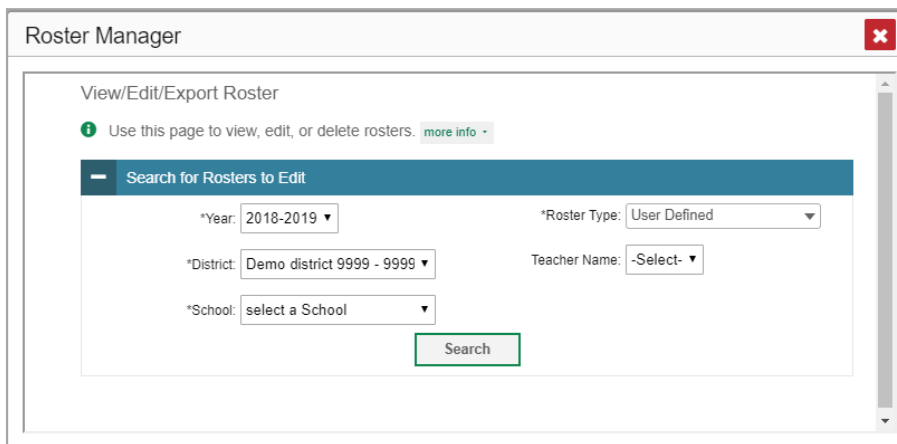 Roster Manager
View/Edit/Export Roster
Use this page to view, edit, or delete rosters. more info
Search for Rosters to Edit
*Year: 2018-2019 *Roster Type: User Defined
*District: Demo district 9999 - 9999 Teacher Name: -Select-
*School: select a School
Search